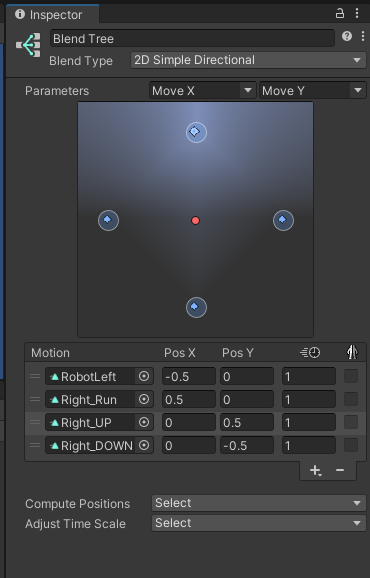 Inspector
Blend Tree
Blend Type 2D Simple Directional
Parameters Move X Move Y
Motion Pos X Pos Y
RobotLeft -0.5 0 1
Right_Run 0.5 0 1
Right_UP 0 0.5 1
Right_DOWN 0 -0.5 1
+ -
Compute Positions Select
Adjust Time Scale Select